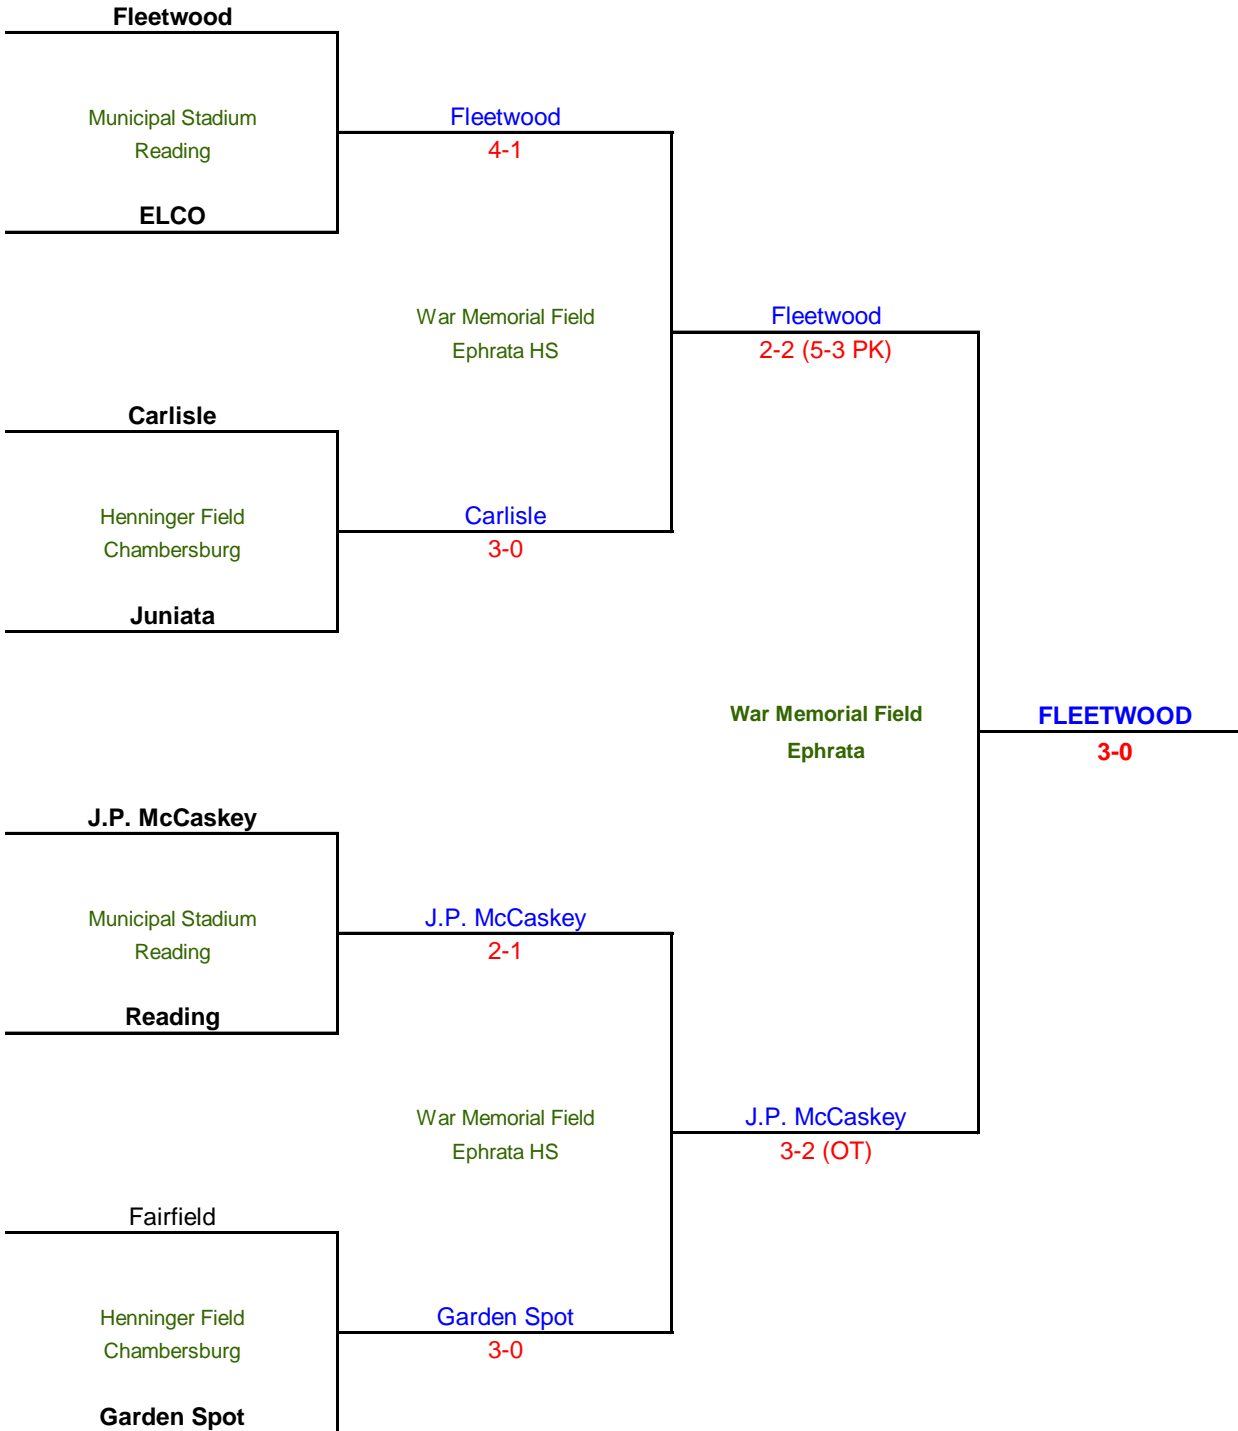 Fleetwood
Municipal Stadium
Reading
Fleetwood
4-1
ELCO
War Memorial Field
Ephrata HS
Fleetwood
2-2 (5-3 PK)
Carlisle
Henninger Field
Chambersburg
Carlisle
3-0
Juniata
War Memorial Field
Ephrata
FLEETWOOD
3-0
J.P. McCaskey
Municipal Stadium
Reading
J.P. McCaskey
2-1
Reading
War Memorial Field
Ephrata HS
J.P. McCaskey
3-2 (OT)
Fairfield
Henninger Field
Chambersburg
Garden Spot
3-0
Garden Spot